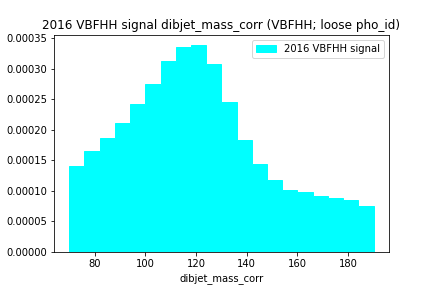 2016 VBFHH signal dibjet_mass_corr (VBFHH; loose pho_id)
2016 VBFHH signal
0.00035
0.00030
0.00025
0.00020
0.00015
0.00010
0.00005
0.00000
80 100 120 140 160 180
dibjet_mass_corr